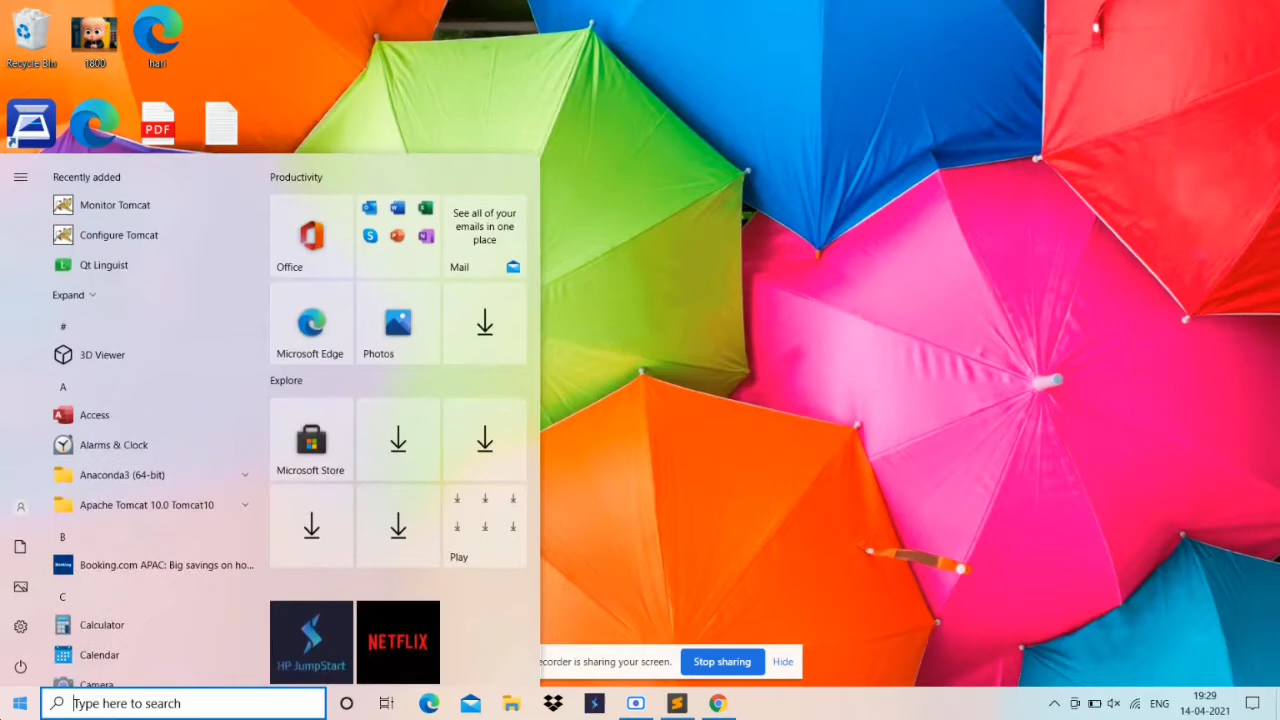 Recycle Bin
1800
hari
PDF
Recently added
Monitor Tomcat
Configure Tomcat
Qt Linguist
Expand
#
3D Viewer
A
Access
Alarms & Clock
Anaconda3 (64-bit)
Apache Tomcat 10.0 Tomcat10
B
Booking
Booking.com APAC: Big savings on ho...
C
Calculator
Calendar
Camera
Productivity
Office
See all of your
emails in one
place
Mail
Microsoft Edge
Photos
Explore
Microsoft Store
Play
HP JumpStart
NETFLIX
ecorder is sharing your screen.
Stop sharing
Hide
Type here to search
ENG
19:29
14-04-2021